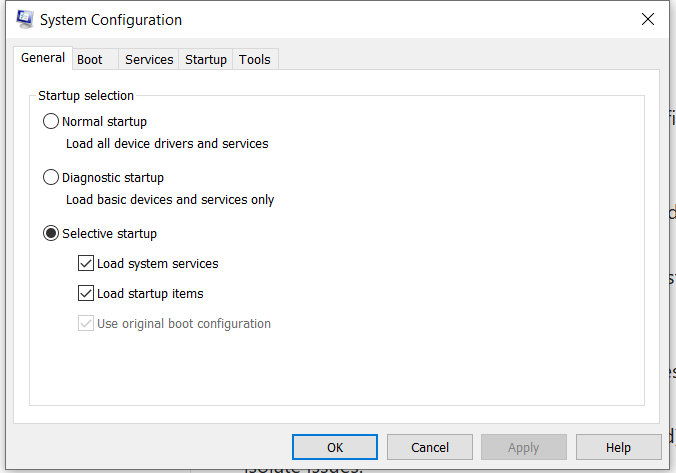 System Configuration
General Boot Services Startup Tools
Startup selection
Normal startup
Load all device drivers and services
Diagnostic startup
Load basic devices and services only
Selective startup
Load system services
Load startup items
Use original boot configuration
OK Cancel Apply Help
isolate issues.